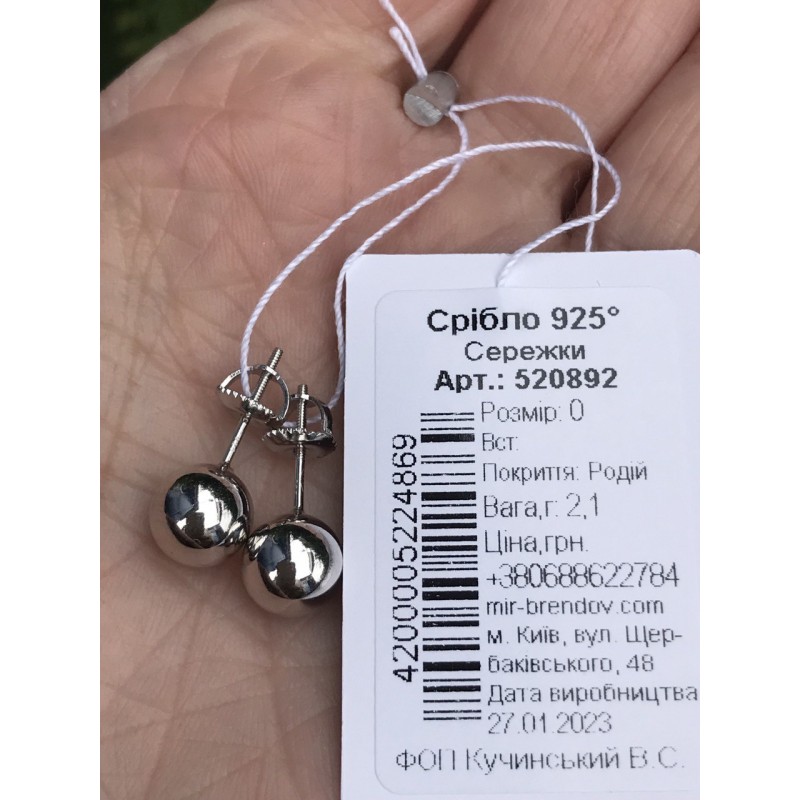 Срібло 925°
Сережки
Арт.: 520892
Розмір: 0
Вст:
Покриття: Родій
Вага,г: 2,1
Ціна,грн.
+380688622784
mir-brendov.com
м. Київ, вул. Щер-
баківського, 48
Дата виробництва
27.01.2023
4200005224869
ФОП Кучинський В.С.